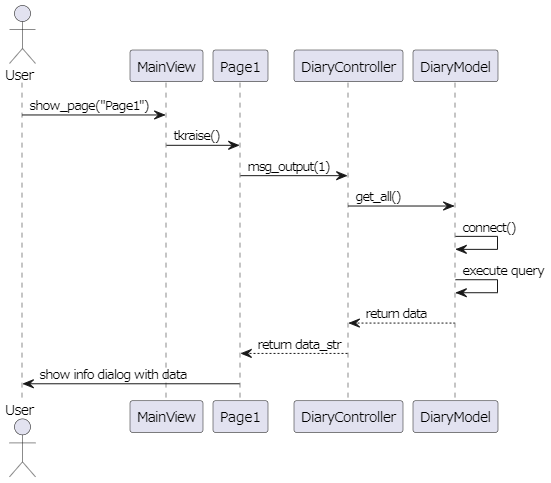 User
MainView
Page1
DiaryController
DiaryModel
show_page("Page1")
tkraise()
msg_output(1)
get_all()
connect()
execute query
return data
return data_str
show info dialog with data
User
MainView
Page1
DiaryController
DiaryModel